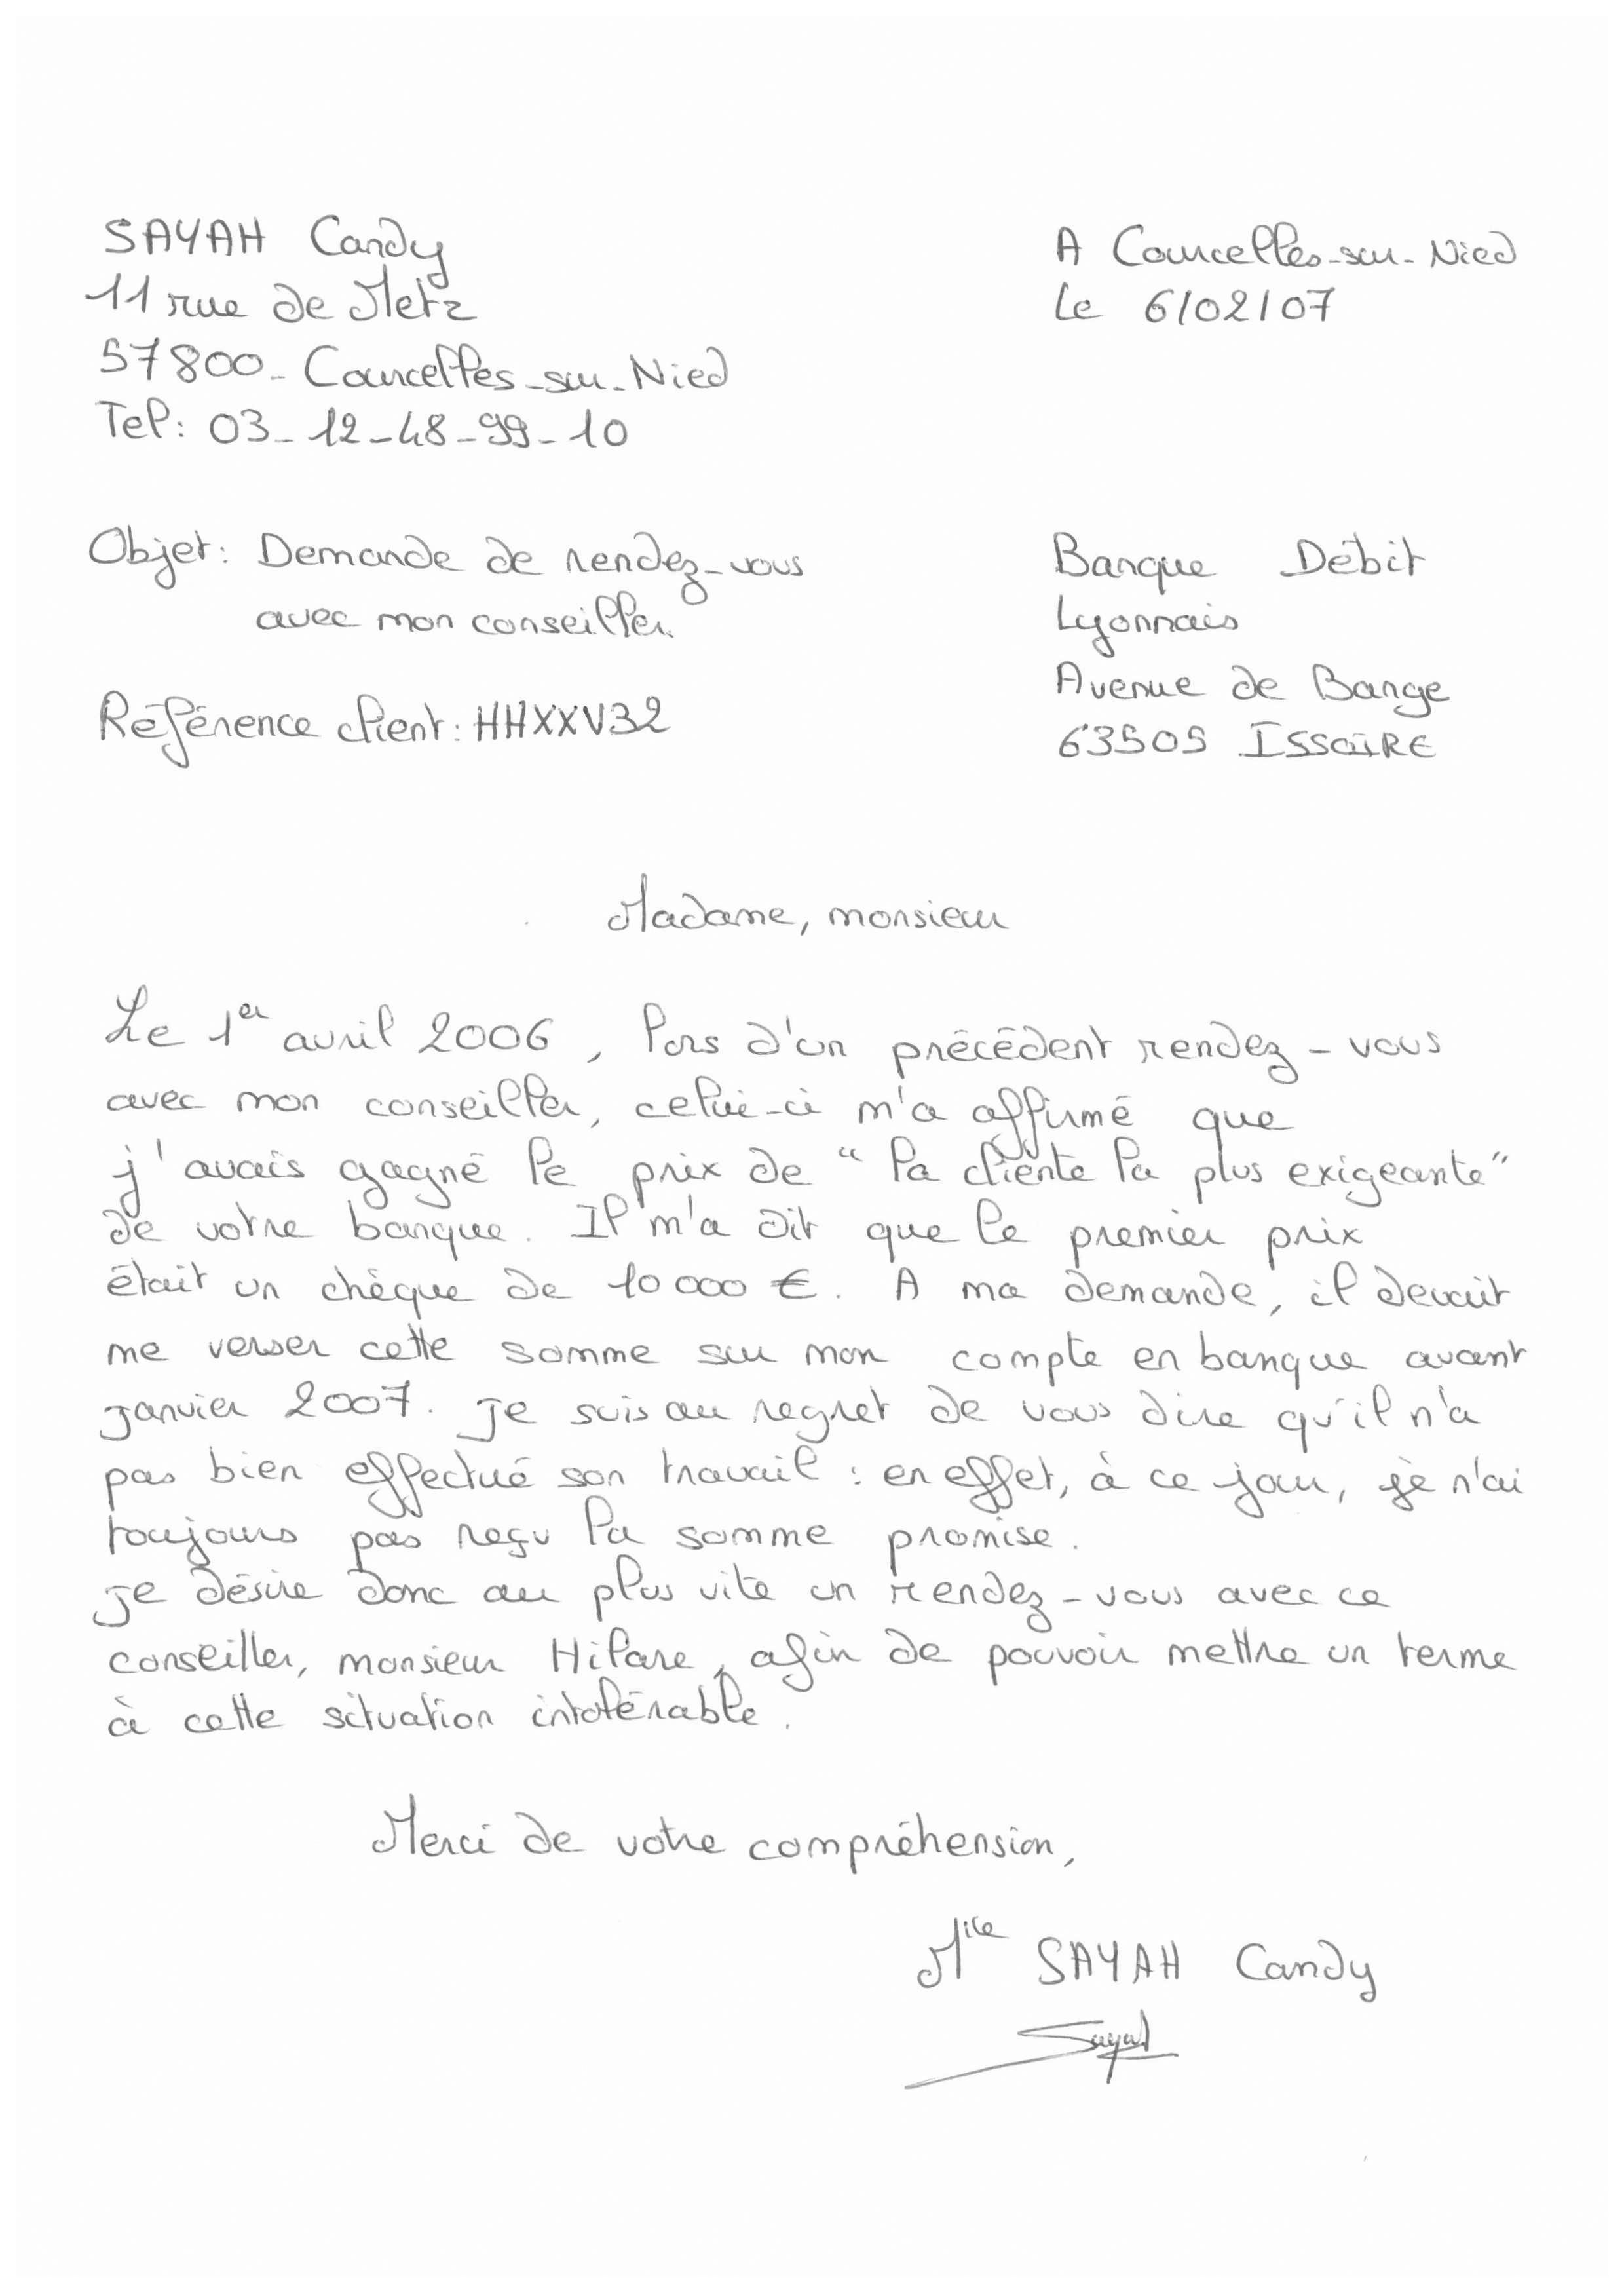 SAYAH Candy
11 rue de Metz
57800 - Courcelles-sur-Nied
Tel: 03-12-48-99-10
A Courcelles-sur-Nied
Le 6/02/07
Objet: Demande de rendez-vous
avec mon conseiller.
Référence client: HHXXV32
Banque Débit
Lyonnais
Avenue de Bange
63505 ISSOIRE
Madame, monsieur
Le 1er avril 2006, lors d'un précédent rendez-vous
avec mon conseiller, celui-ci m'a affirmé que
j'avais gagné le prix de "la cliente la plus exigeante"
de votre banque. Il m'a dit que le premier prix
était un chèque de 10 000 €. A ma demande, il devait
me verser cette somme sur mon compte en banque avant
janvier 2007. je suis au regret de vous dire qu'il n'a
pas bien effectué son travail : en effet, à ce jour, je n'ai
toujours pas reçu la somme promise.
je désire donc au plus vite un rendez-vous avec ce
conseiller, monsieur Hilare, afin de pouvoir mettre un terme
à cette situation intolérable.
Merci de votre compréhension,
Mlle SAYAH Candy
Sayah